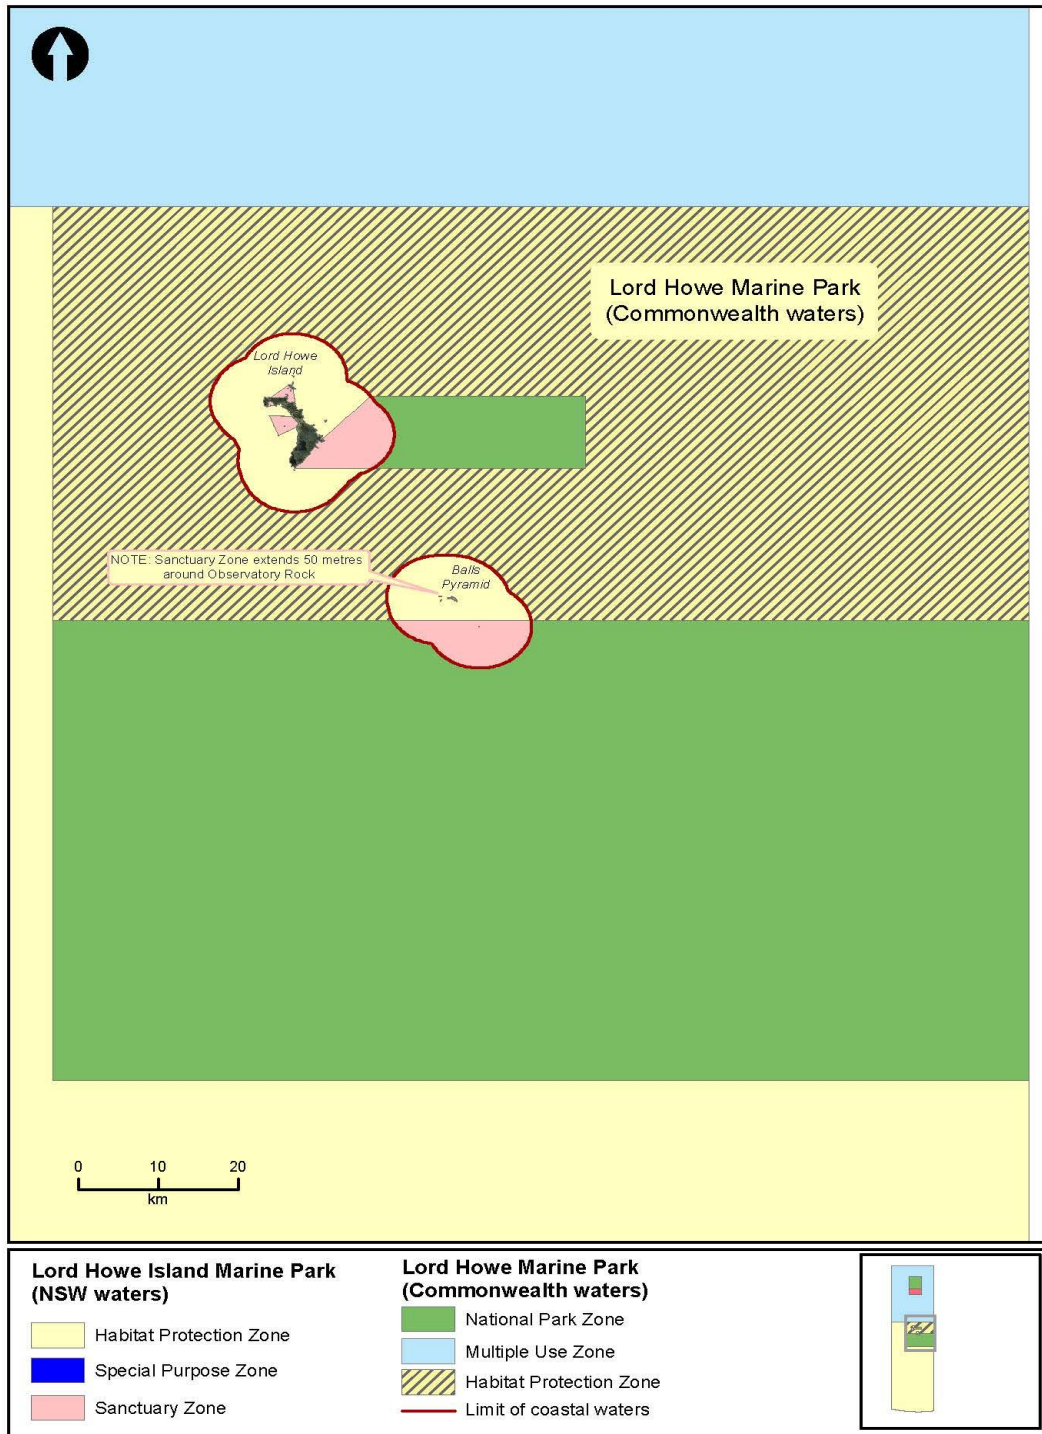 Lord Howe Marine Park
(Commonwealth waters)
Lord Howe
Island
NOTE: Sanctuary Zone extends 50 metres
around Observatory Rock
Balls
Pyramid
0 10 20
km
Lord Howe Island Marine Park
(NSW waters)
Habitat Protection Zone
Special Purpose Zone
Sanctuary Zone
Lord Howe Marine Park
(Commonwealth waters)
National Park Zone
Multiple Use Zone
Habitat Protection Zone
Limit of coastal waters